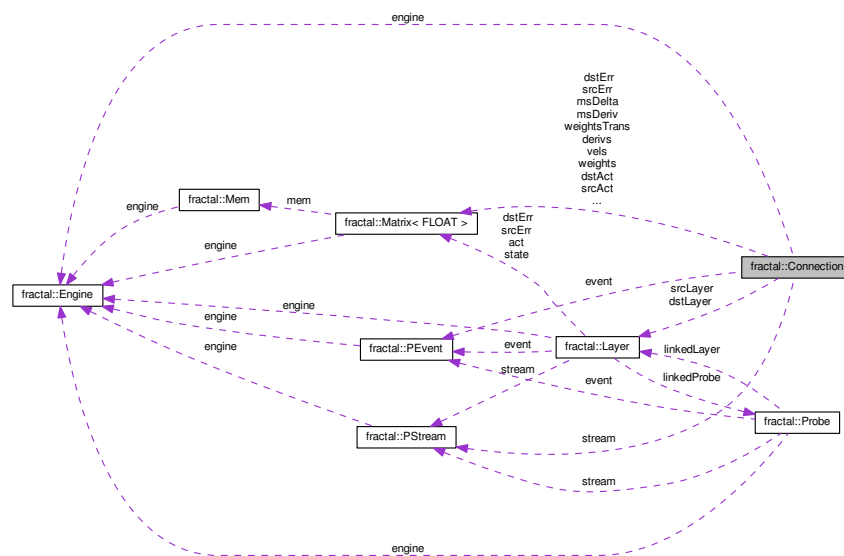 engine
dstErr
srcErr
msDelta
msDeriv
weightsTrans
derivs
vels
weights
dstAct
srcAct
...
fractal::Mem
mem
engine
fractal::Matrix< FLOAT >
dstErr
srcErr
act
state
engine
fractal::Connection
event
srcLayer
dstLayer
fractal::Engine
engine
engine
fractal::PEvent
event
fractal::Layer
linkedLayer
engine
stream
linkedProbe
event
fractal::Probe
fractal::PStream
stream
stream
engine